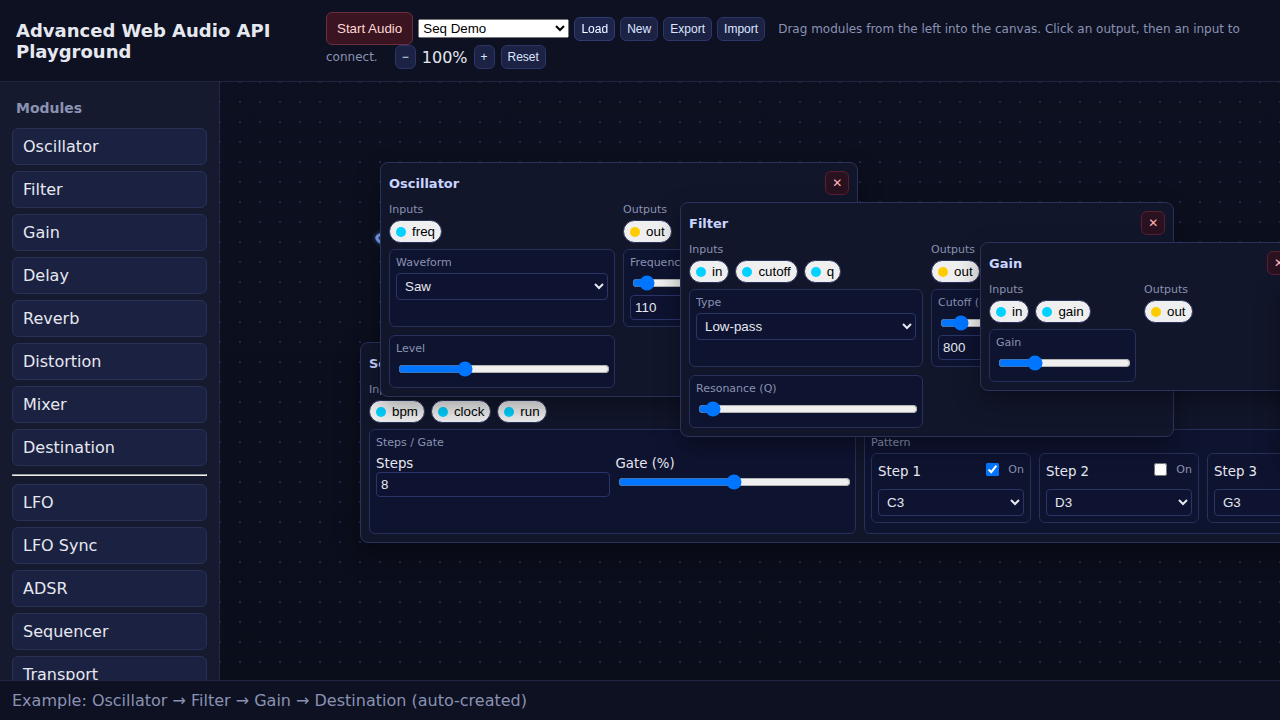 Advanced Web Audio API
Playground
Start Audio
Seq Demo
Load
New
Export
Import
Drag modules from the left into the canvas. Click an output, then an input to
connect.
−
100%
+
Reset
Modules
Oscillator
Filter
Gain
Delay
Reverb
Distortion
Mixer
Destination
LFO
LFO Sync
ADSR
Sequencer
Transport
Oscillator
✕
Inputs
Outputs
freq
out
Waveform
Saw
110
Level
Filter
✕
Inputs
Outputs
in
cutoff
q
out
Type
Low-pass
Cutoff (
800
Resonance (Q)
Gain
Inputs
Outputs
in
gain
out
Gain
bpm
clock
run
Steps / Gate
Steps
Gate (%)
8
Pattern
Step 1
On
C3
Step 2
On
D3
Step 3
G3
Example: Oscillator → Filter → Gain → Destination (auto-created)